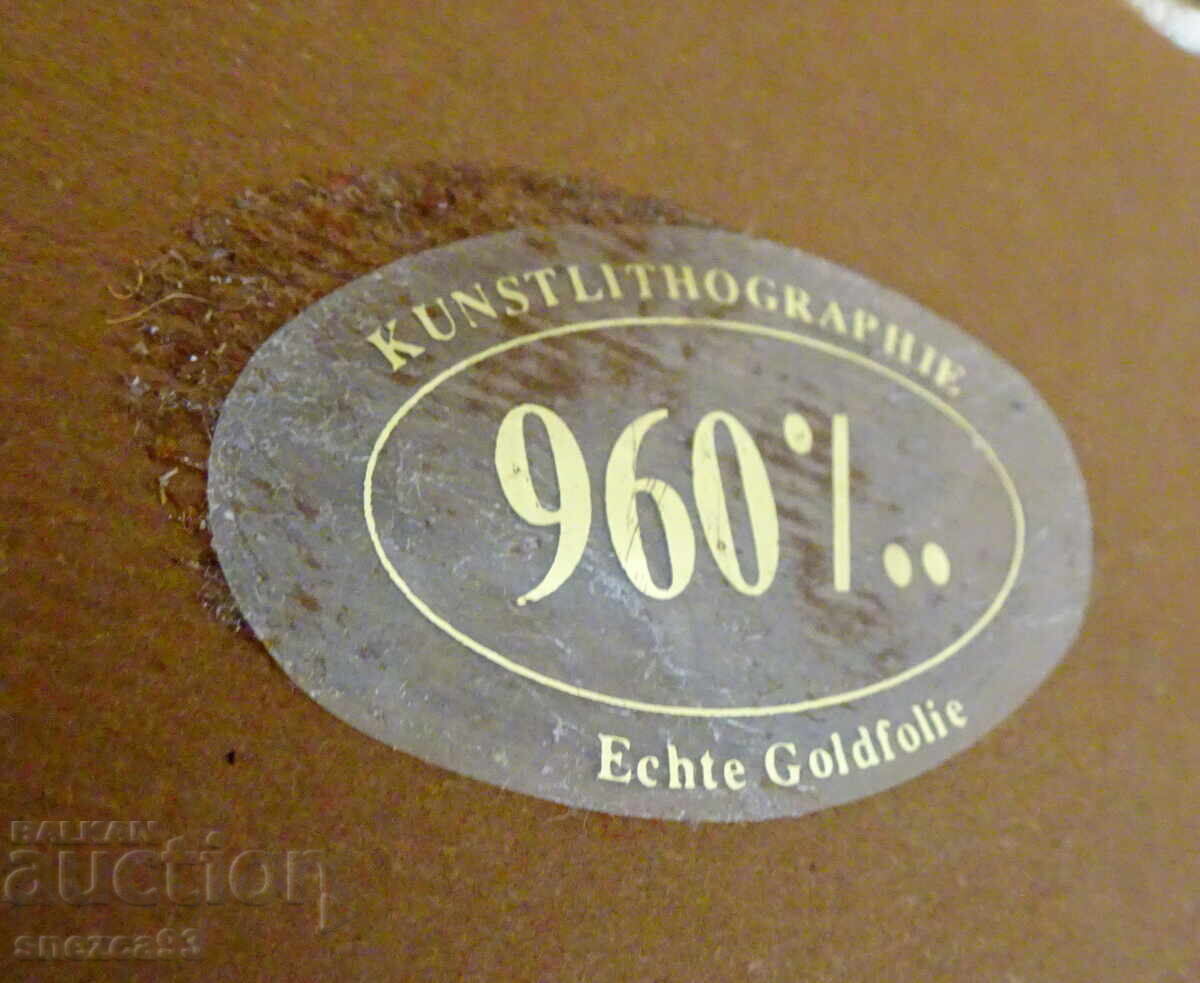 KUNSTLITHOGRAPHIE
960‰
Echte Goldfolie
BALKAN
auction
snezca93